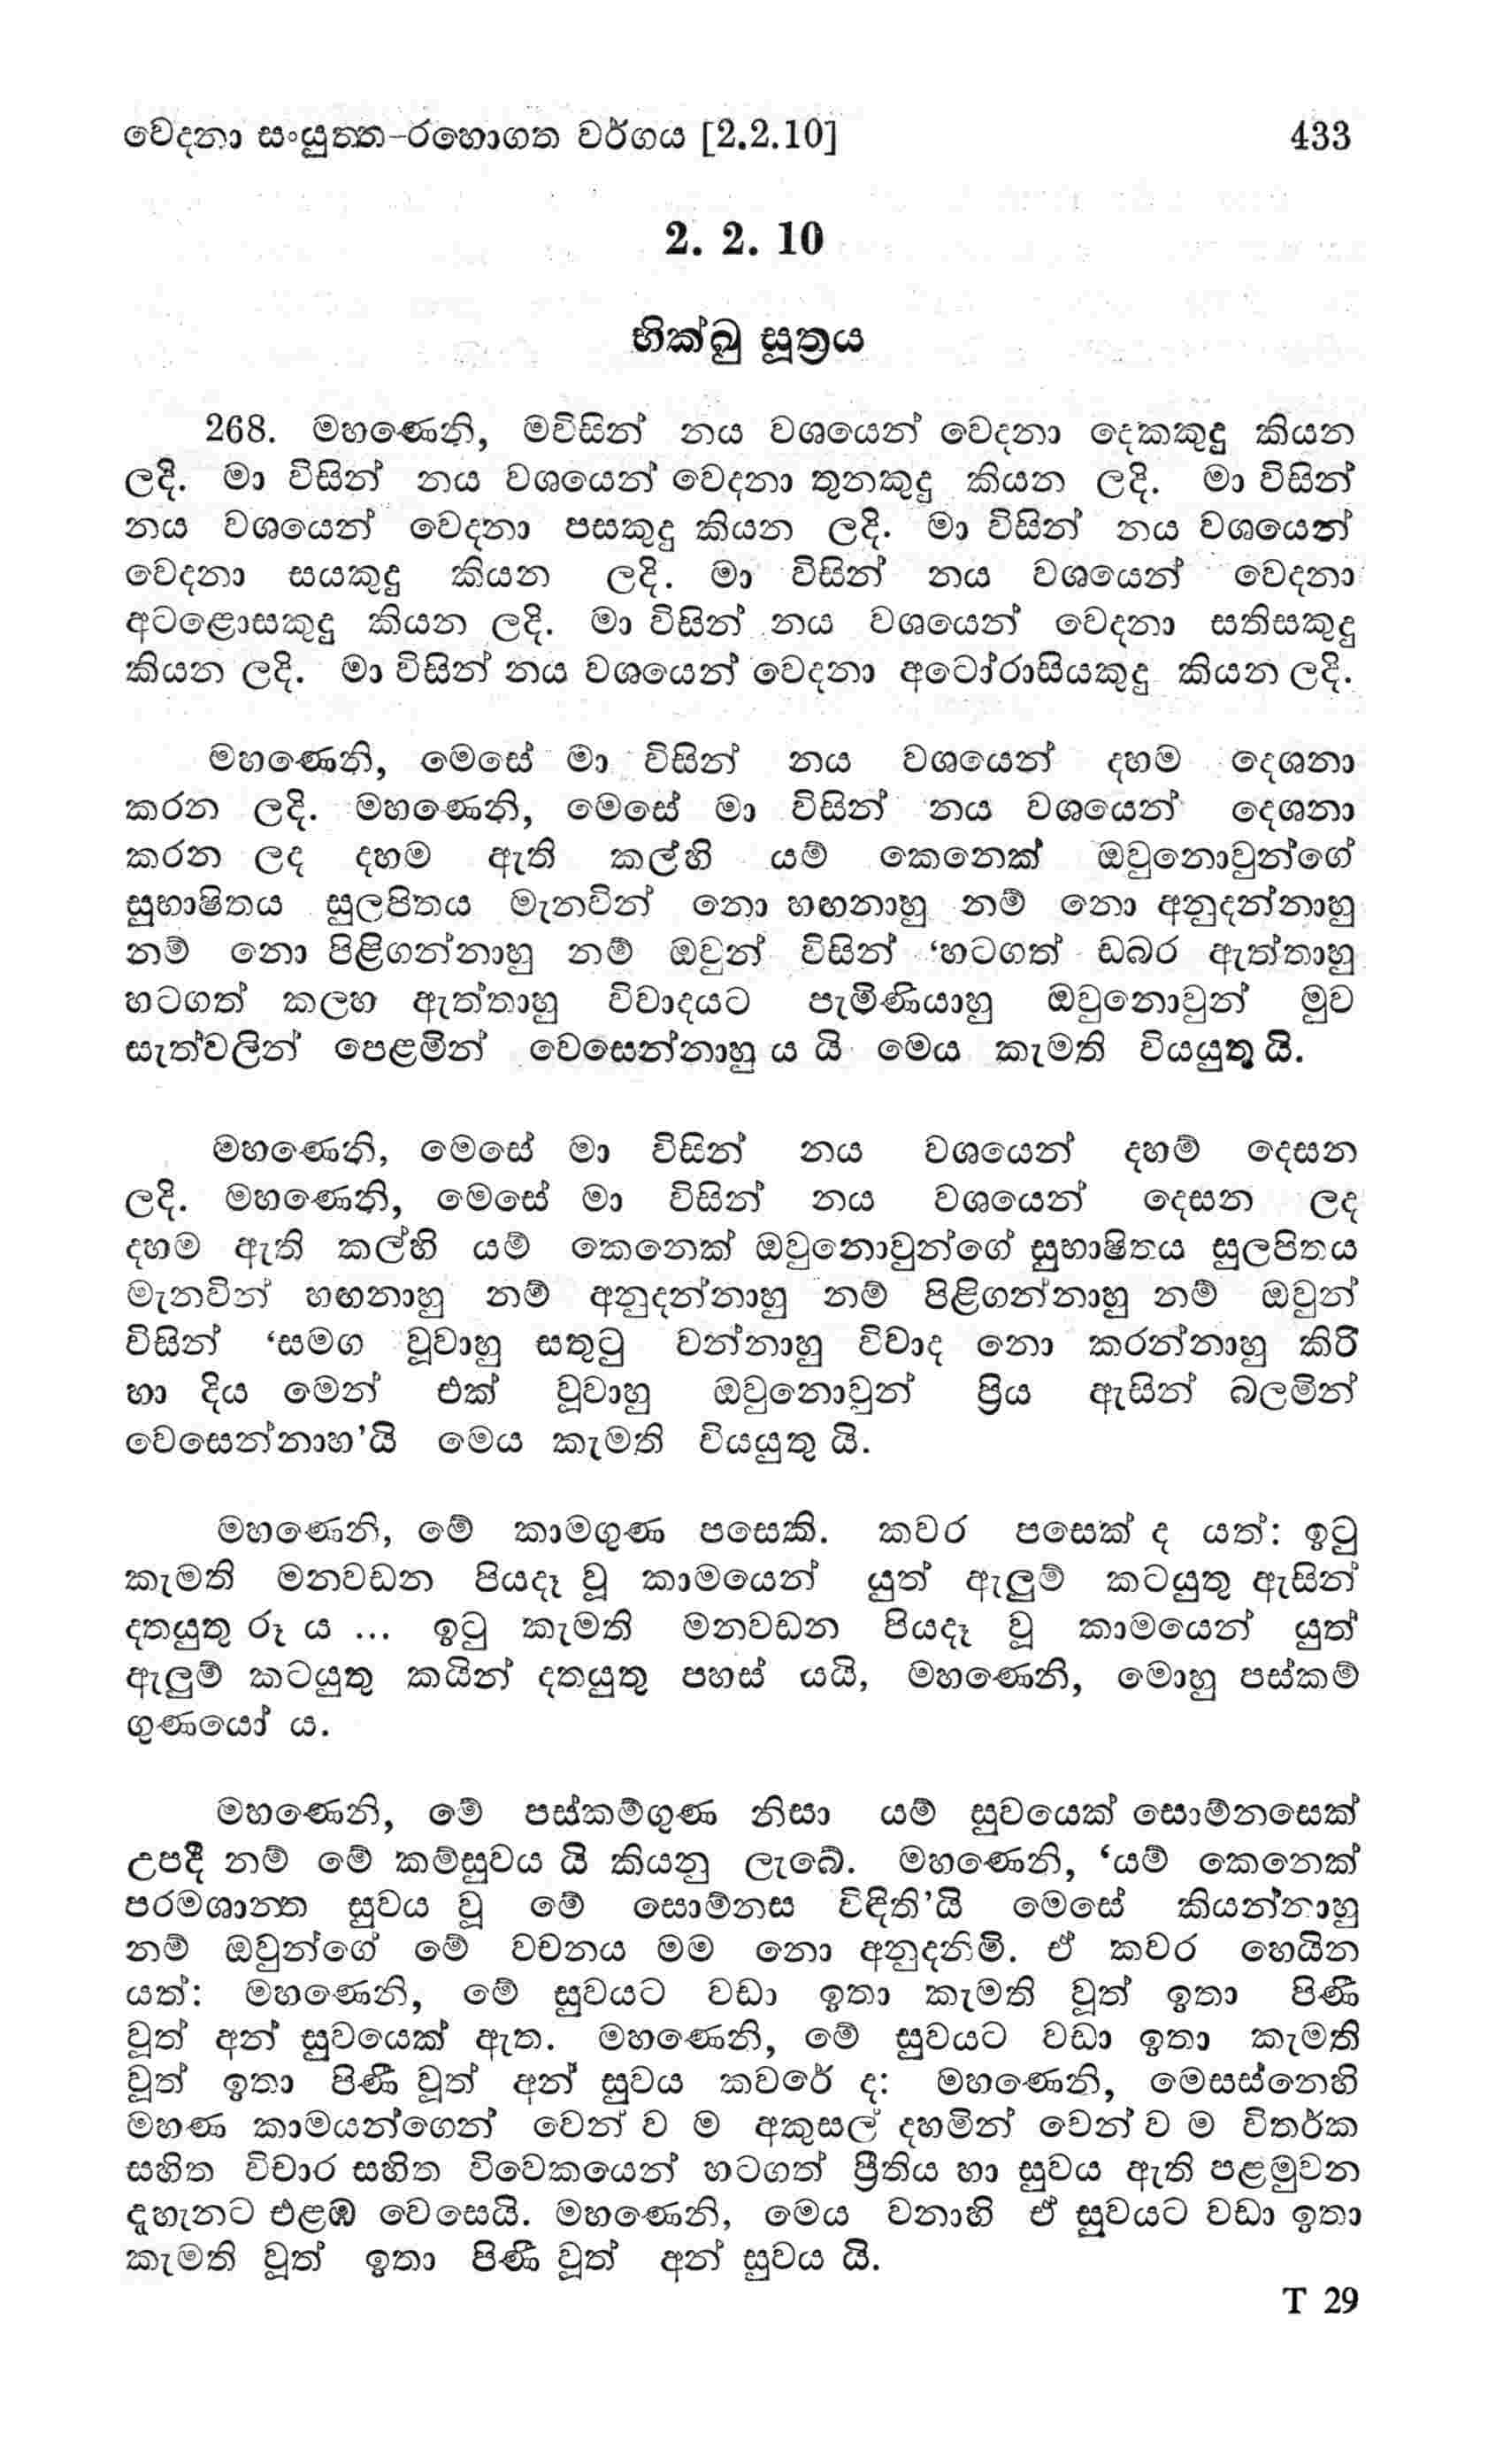 වෙදනා සංයුත්ත-රහොගත වර්ගය [2.2.10] 433
2. 2. 10
භික්ඛු සූත්‍රය
268. මහණෙනි, මවිසින් නය වශයෙන් වෙදනා දෙකකුදු කියන
ලදි. මා විසින් නය වශයෙන් වෙදනා තුනකුදු කියන ලදි. මා විසින්
නය වශයෙන් වෙදනා පසකුදු කියන ලදි. මා විසින් නය වශයෙන්
වෙදනා සයකුදු කියන ලදි. මා විසින් නය වශයෙන් වෙදනා
අටළොසකුදු කියන ලදි. මා විසින් නය වශයෙන් වෙදනා සතිසකුදු
කියන ලදි. මා විසින් නය වශයෙන් වෙදනා අටෝරාසියකුදු කියන ලදි.
මහණෙනි, මෙසේ මා විසින් නය වශයෙන් දහම් දෙශනා
කරන ලදි. මහණෙනි, මෙසේ මා විසින් නය වශයෙන් දෙශනා
කරන ලද දහම ඇති කල්හි යම් කෙනෙක් ඔවුනොවුන්ගේ
සුභාෂිතය සුලපිතය මැනවින් නො හඟනාහු නම් නො අනුදන්නාහු
නම් නො පිළිගන්නාහු නම් ඔවුන් විසින් ‘හටගත් ඩබර ඇත්තාහු
හටගත් කලහ ඇත්තාහු විවාදයට පැමිණියාහු ඔවුනොවුන් මුව
සැත්වලින් පෙළමින් වෙසෙන්නාහු ය යි මෙය කැමති වියයුතු යි.
මහණෙනි, මෙසේ මා විසින් නය වශයෙන් දහම් දෙසන
ලදි. මහණෙනි, මෙසේ මා විසින් නය වශයෙන් දෙසන ලද
දහම ඇති කල්හි යම් කෙනෙක් ඔවුනොවුන්ගේ සුභාෂිතය සුලපිතය
මැනවින් හඟනාහු නම් අනුදන්නාහු නම් පිළිගන්නාහු නම් ඔවුන්
විසින් ‘සමග වූවාහු සතුටු වන්නාහු විවාද නො කරන්නාහු කිරි
හා දිය මෙන් එක් වූවාහු ඔවුනොවුන් ප්‍රිය ඇසින් බලමින්
වෙසෙන්නාහ’යි මෙය කැමති වියයුතු යි.
මහණෙනි, මේ කාමගුණ පසෙකි. කවර පසෙක් ද යත්: ඉටු
කැමති මනවඩන පියදෑ වූ කාමයෙන් යුත් ඇලුම් කටයුතු ඇසින්
දතයුතු රූ ය ... ඉටු කැමති මනවඩන පියදෑ වූ කාමයෙන් යුත්
ඇලුම් කටයුතු කයින් දතයුතු පහස් යයි, මහණෙනි, මොහු පස්කම්
ගුණයෝ ය.
මහණෙනි, මේ පස්කම්ගුණ නිසා යම් සුවයෙක් සොම්නසෙක්
උපදී නම් මේ කම්සුවය යි කියනු ලැබේ. මහණෙනි, ‘යම් කෙනෙක්
පරමශාන්ත සුවය වූ මේ සොම්නස විඳිති’යි මෙසේ කියන්නාහු
නම් ඔවුන්ගේ මේ වචනය මම නො අනුදනිමි. ඒ කවර හෙයින
යත්: මහණෙනි, මේ සුවයට වඩා ඉතා කැමති වූත් ඉතා පිණී
වූත් අන් සුවයෙක් ඇත. මහණෙනි, මේ සුවයට වඩා ඉතා කැමති
වූත් ඉතා පිණී වූත් අන් සුවය කවරේ ද: මහණෙනි, මෙසස්නෙහි
මහණ කාමයන්ගෙන් වෙන් ව ම අකුසල් දහමින් වෙන් ව ම විතර්ක
සහිත විචාර සහිත විවෙකයෙන් හටගත් ප්‍රීතිය හා සුවය ඇති පළමුවන
දැහැනට එළඹ වෙසෙයි. මහණෙනි, මෙය වනාහි ඒ සුවයට වඩා ඉතා
කැමති වූත් ඉතා පිණී වූත් අන් සුවය යි.
T 29